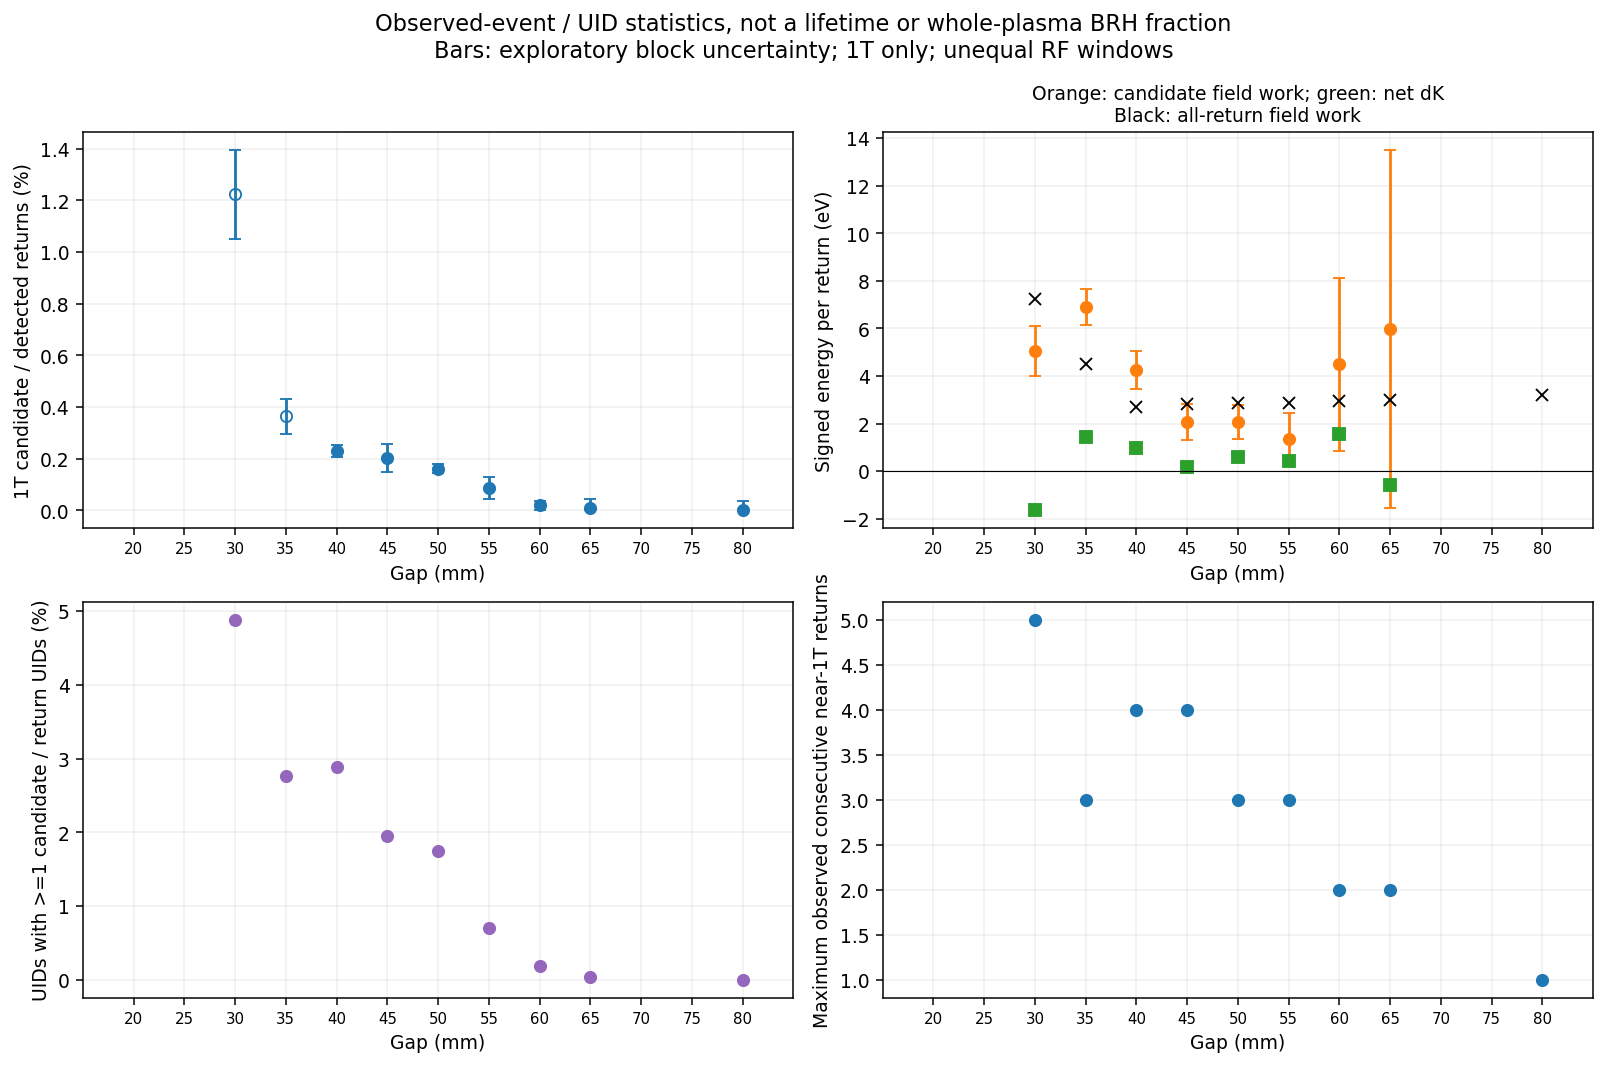 Observed-event / UID statistics, not a lifetime or whole-plasma BRH fraction
Bars: exploratory block uncertainty; 1T only; unequal RF windows
1T candidate / detected returns (%)
1.4
1.2
1.0
0.8
0.6
0.4
0.2
0.0
20 25 30 35 40 45 50 55 60 65 70 75 80
Gap (mm)
Orange: candidate field work; green: net dK
Black: all-return field work
Signed energy per return (eV)
14
12
10
8
6
4
2
0
−2
20 25 30 35 40 45 50 55 60 65 70 75 80
Gap (mm)
UIDs with >=1 candidate / return UIDs (%)
5
4
3
2
1
0
20 25 30 35 40 45 50 55 60 65 70 75 80
Gap (mm)
Maximum observed consecutive near-1T returns
5.0
4.5
4.0
3.5
3.0
2.5
2.0
1.5
1.0
20 25 30 35 40 45 50 55 60 65 70 75 80
Gap (mm)